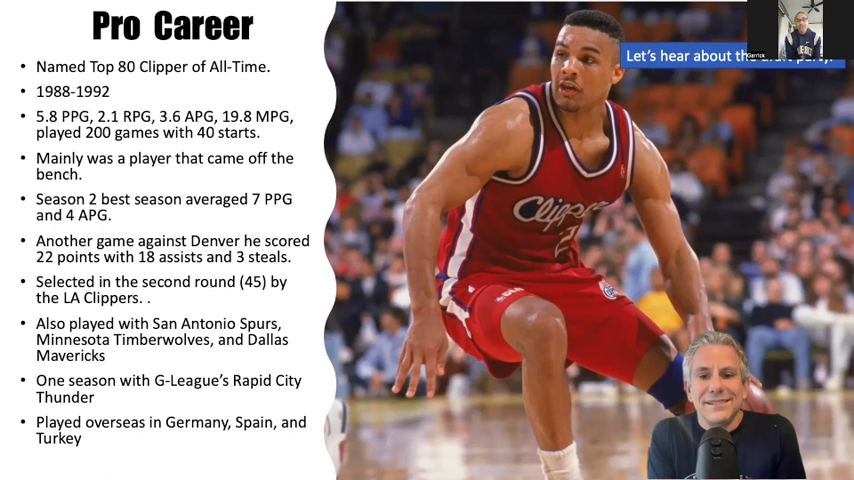 Pro Career
• Named Top 80 Clipper of All-Time.
• 1988-1992
• 5.8 PPG, 2.1 RPG, 3.6 APG, 19.8 MPG,
played 200 games with 40 starts.
• Mainly was a player that came off the
bench.
• Season 2 best season averaged 7 PPG
and 4 APG.
• Another game against Denver he scored
22 points with 18 assists and 3 steals.
• Selected in the second round (45) by
the LA Clippers. .
• Also played with San Antonio Spurs,
Minnesota Timberwolves, and Dallas
Mavericks
• One season with G-League's Rapid City
Thunder
• Played overseas in Germany, Spain, and
Turkey
Let's hear about the draft party.
Garrick
Clippers
2